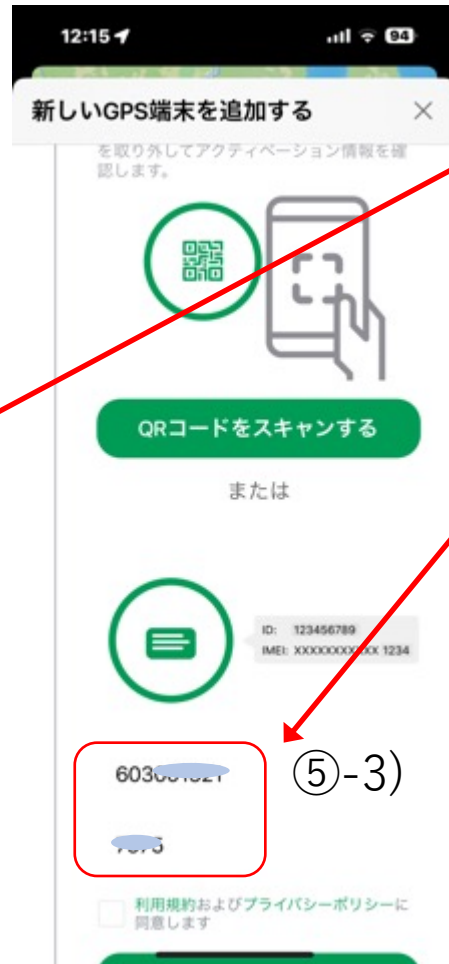 12:15
94
新しいGPS端末を追加する
を取り外してアクティベーション情報を確
認します。
QRコードをスキャンする
または
ID: 123456789
IMEI: XXXXXXXXXXX 1234
⑤-3)
利用規約およびプライバシーポリシーに
同意します